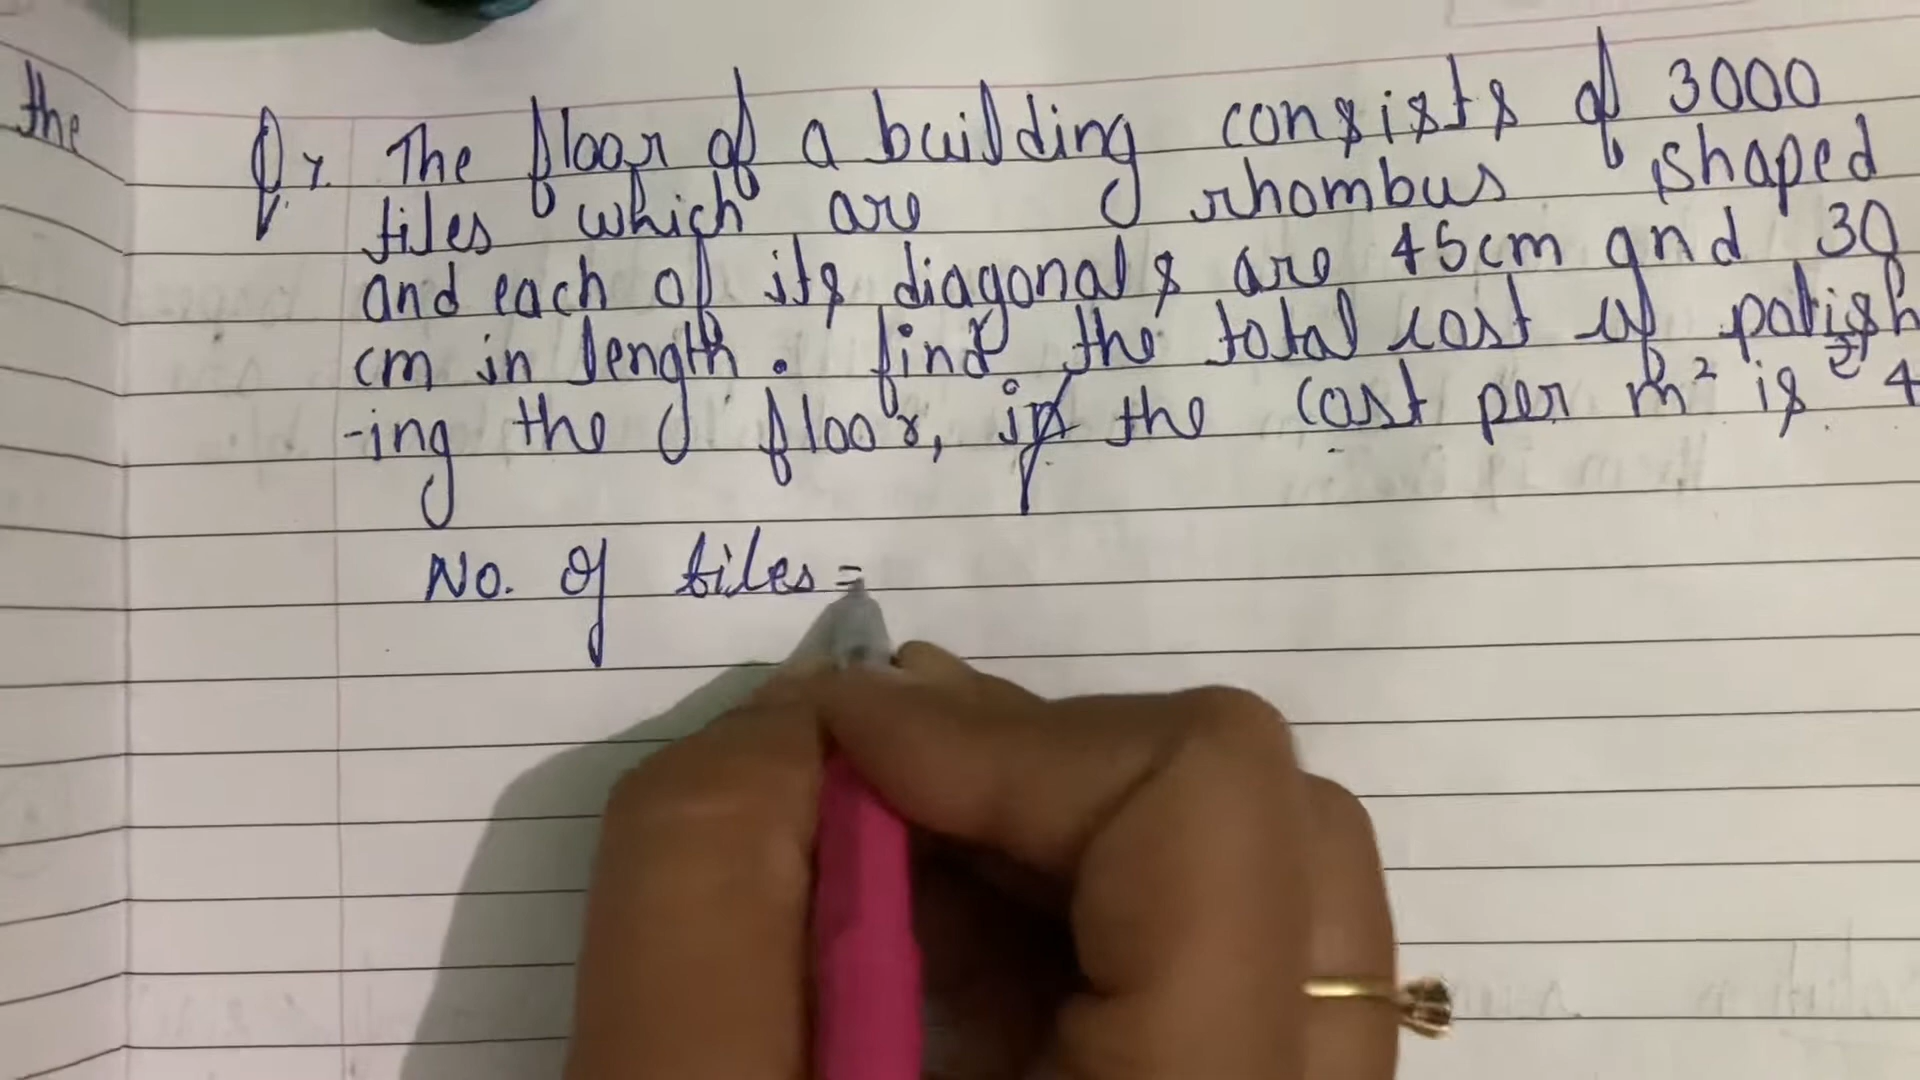 the
Q7. The floor of a building consists of 3000
tiles which are rhombus shaped
and each of its diagonals are 45cm and 30
cm in length. find the total cost of polish
-ing the floor, if the cost per m² is ₹ 4
No. of tiles =